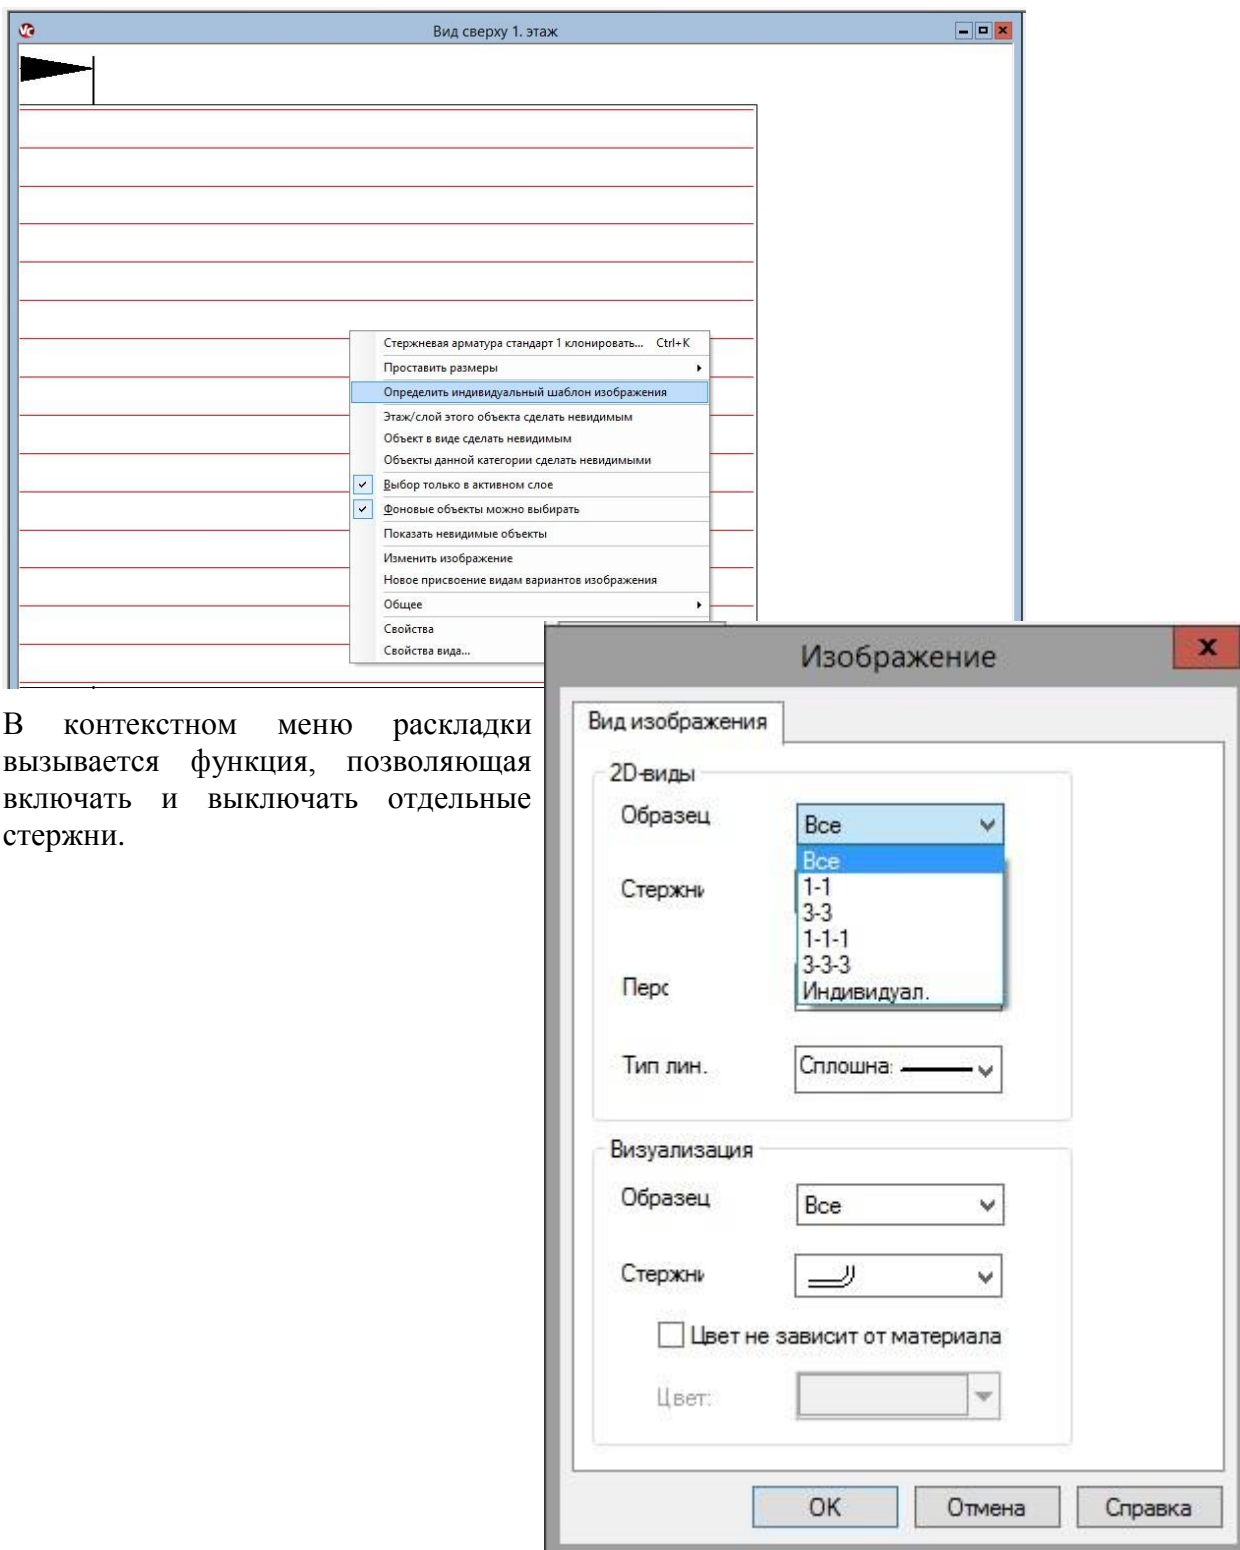 Вид сверху 1. этаж
Стержневая арматура стандарт 1 клонировать... Ctrl+K
Проставить размеры
Определить индивидуальный шаблон изображения
Этаж/слой этого объекта сделать невидимым
Объект в виде сделать невидимым
Объекты данной категории сделать невидимыми
Выбор только в активном слое
Фоновые объекты можно выбирать
Показать невидимые объекты
Изменить изображение
Новое присвоение видам вариантов изображения
Общее
Свойства
Свойства вида...
В контекстном меню раскладки
вызывается функция, позволяющая
включать и выключать отдельные
стержни.
Изображение
Вид изображения
2D-виды
Образец Все
Все
1-1
Стержни
3-3
1-1-1
3-3-3
Перс Индивидуал.
Тип лин. Сплошна:
Визуализация
Образец Все
Стержни
Цвет не зависит от материала
Цвет:
OK Отмена Справка